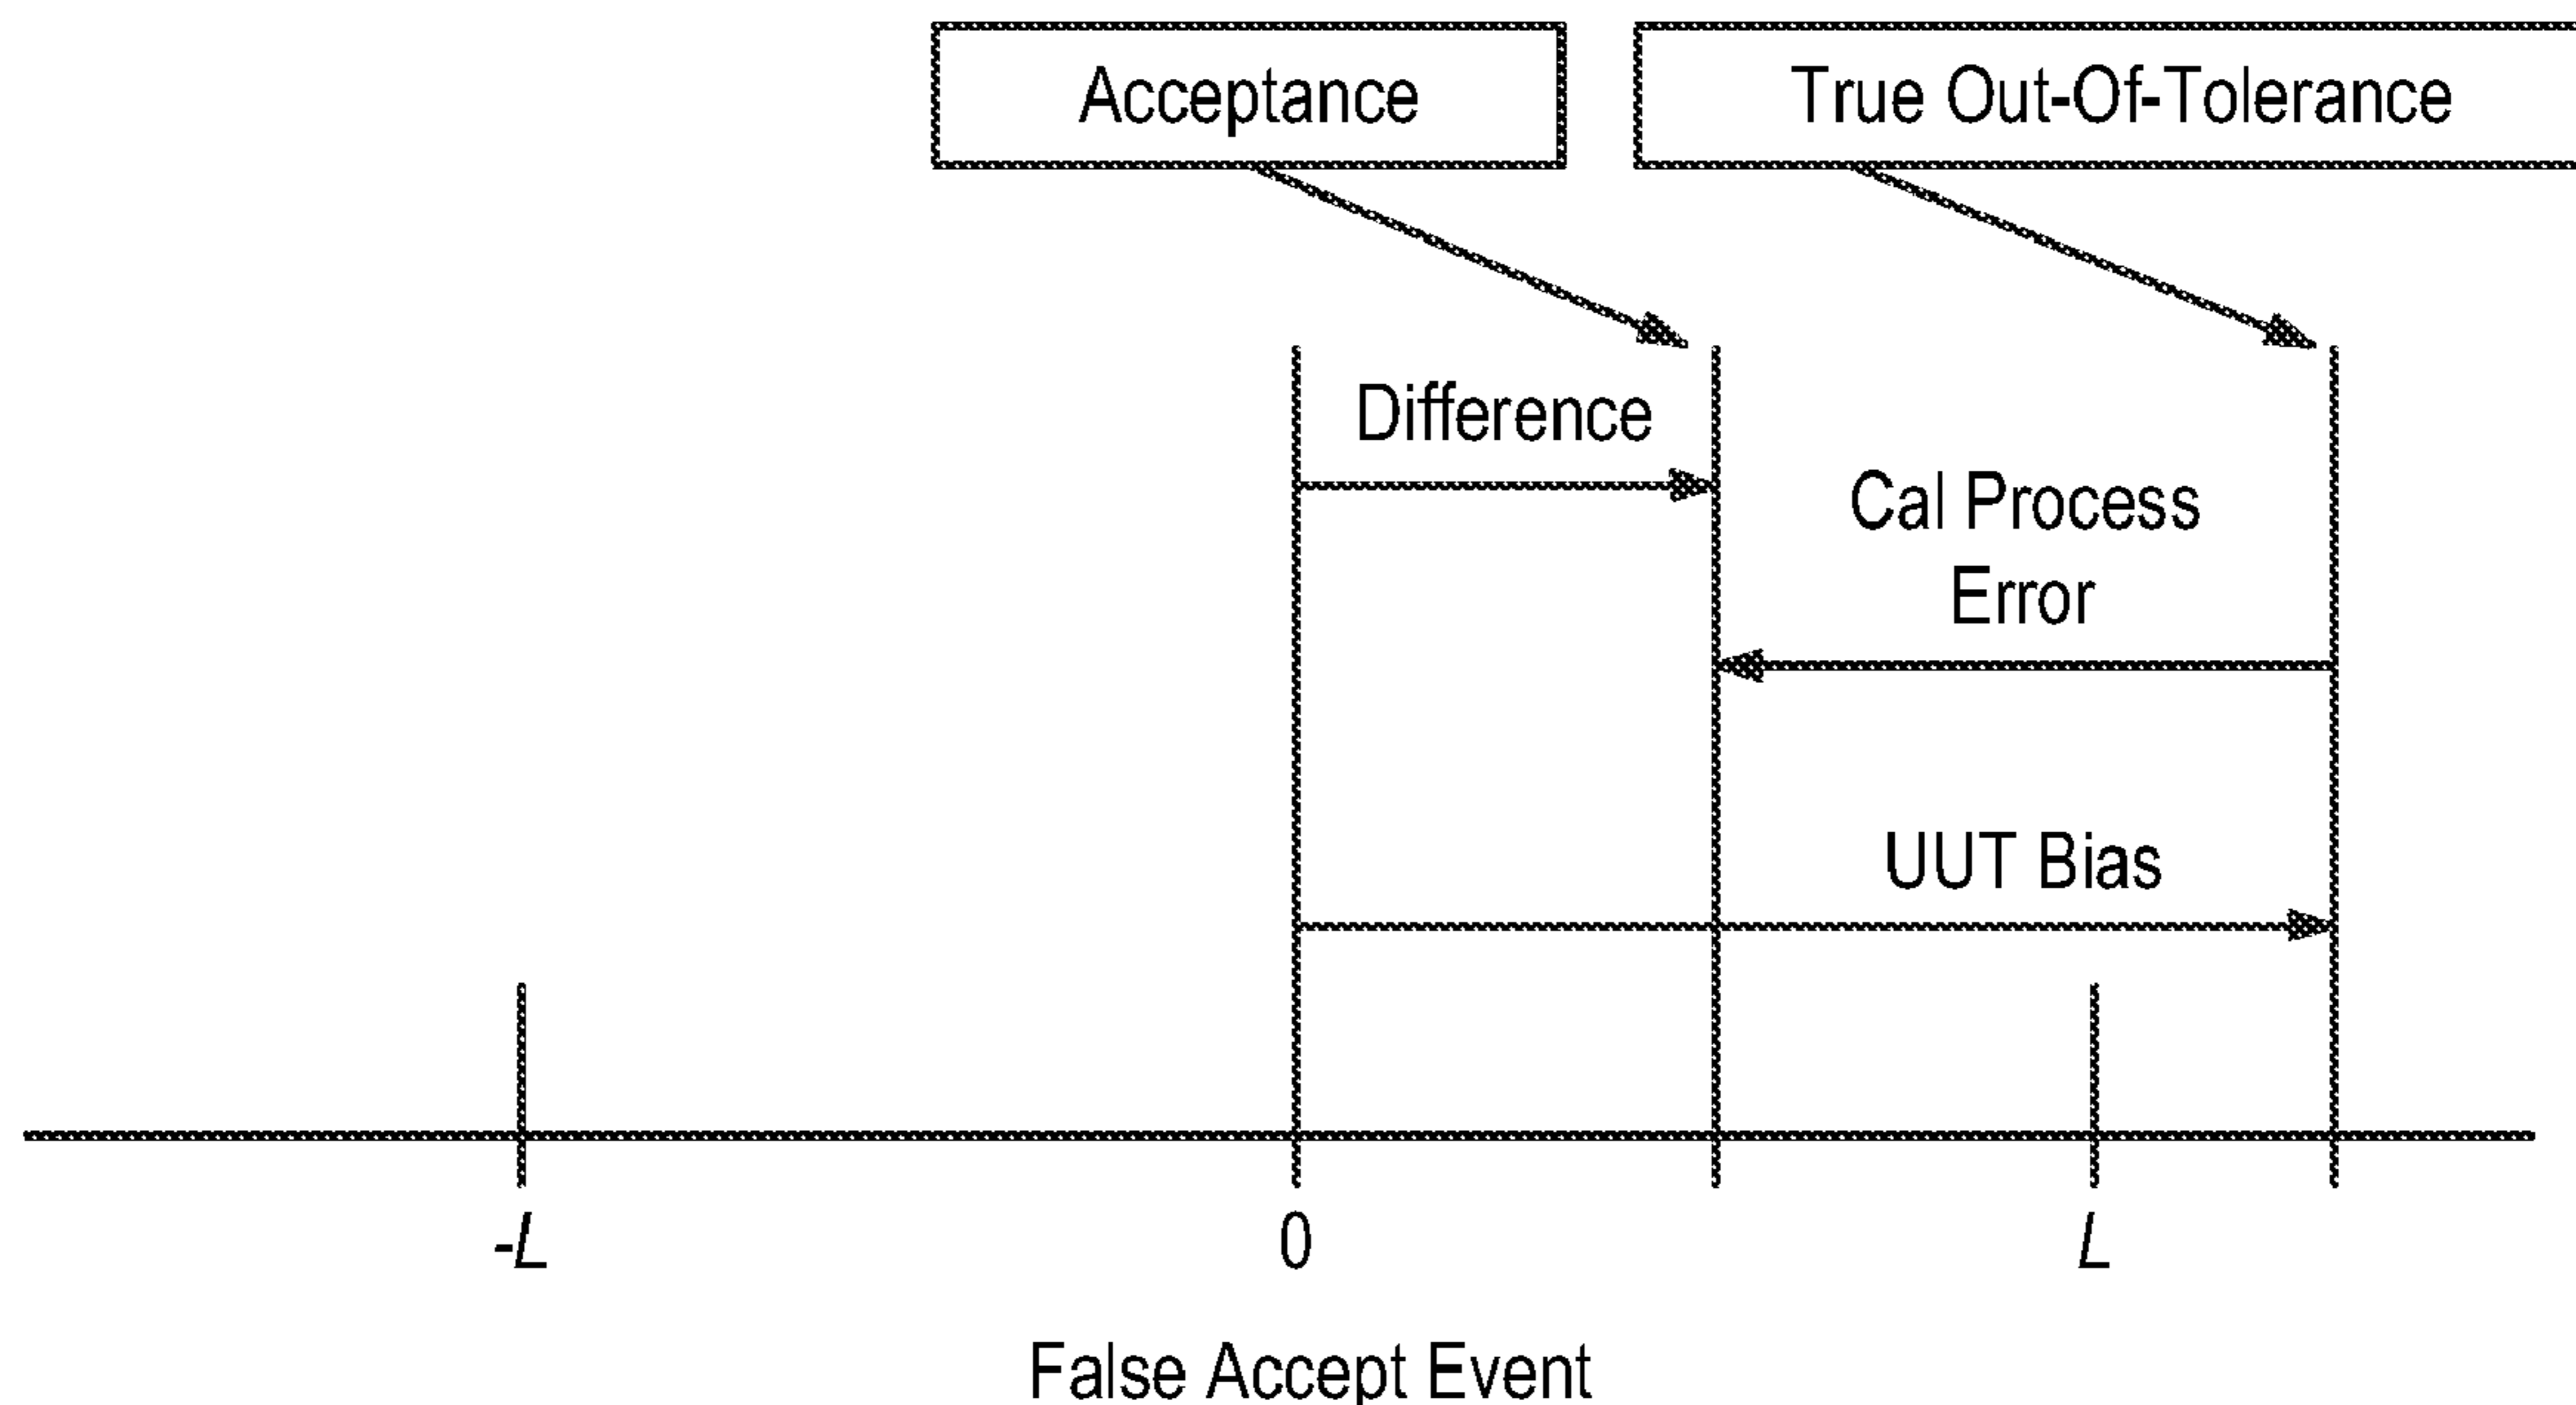 Acceptance
True Out-Of-Tolerance
Difference
Cal Process
Error
UUT Bias
-L
0
L
False Accept Event